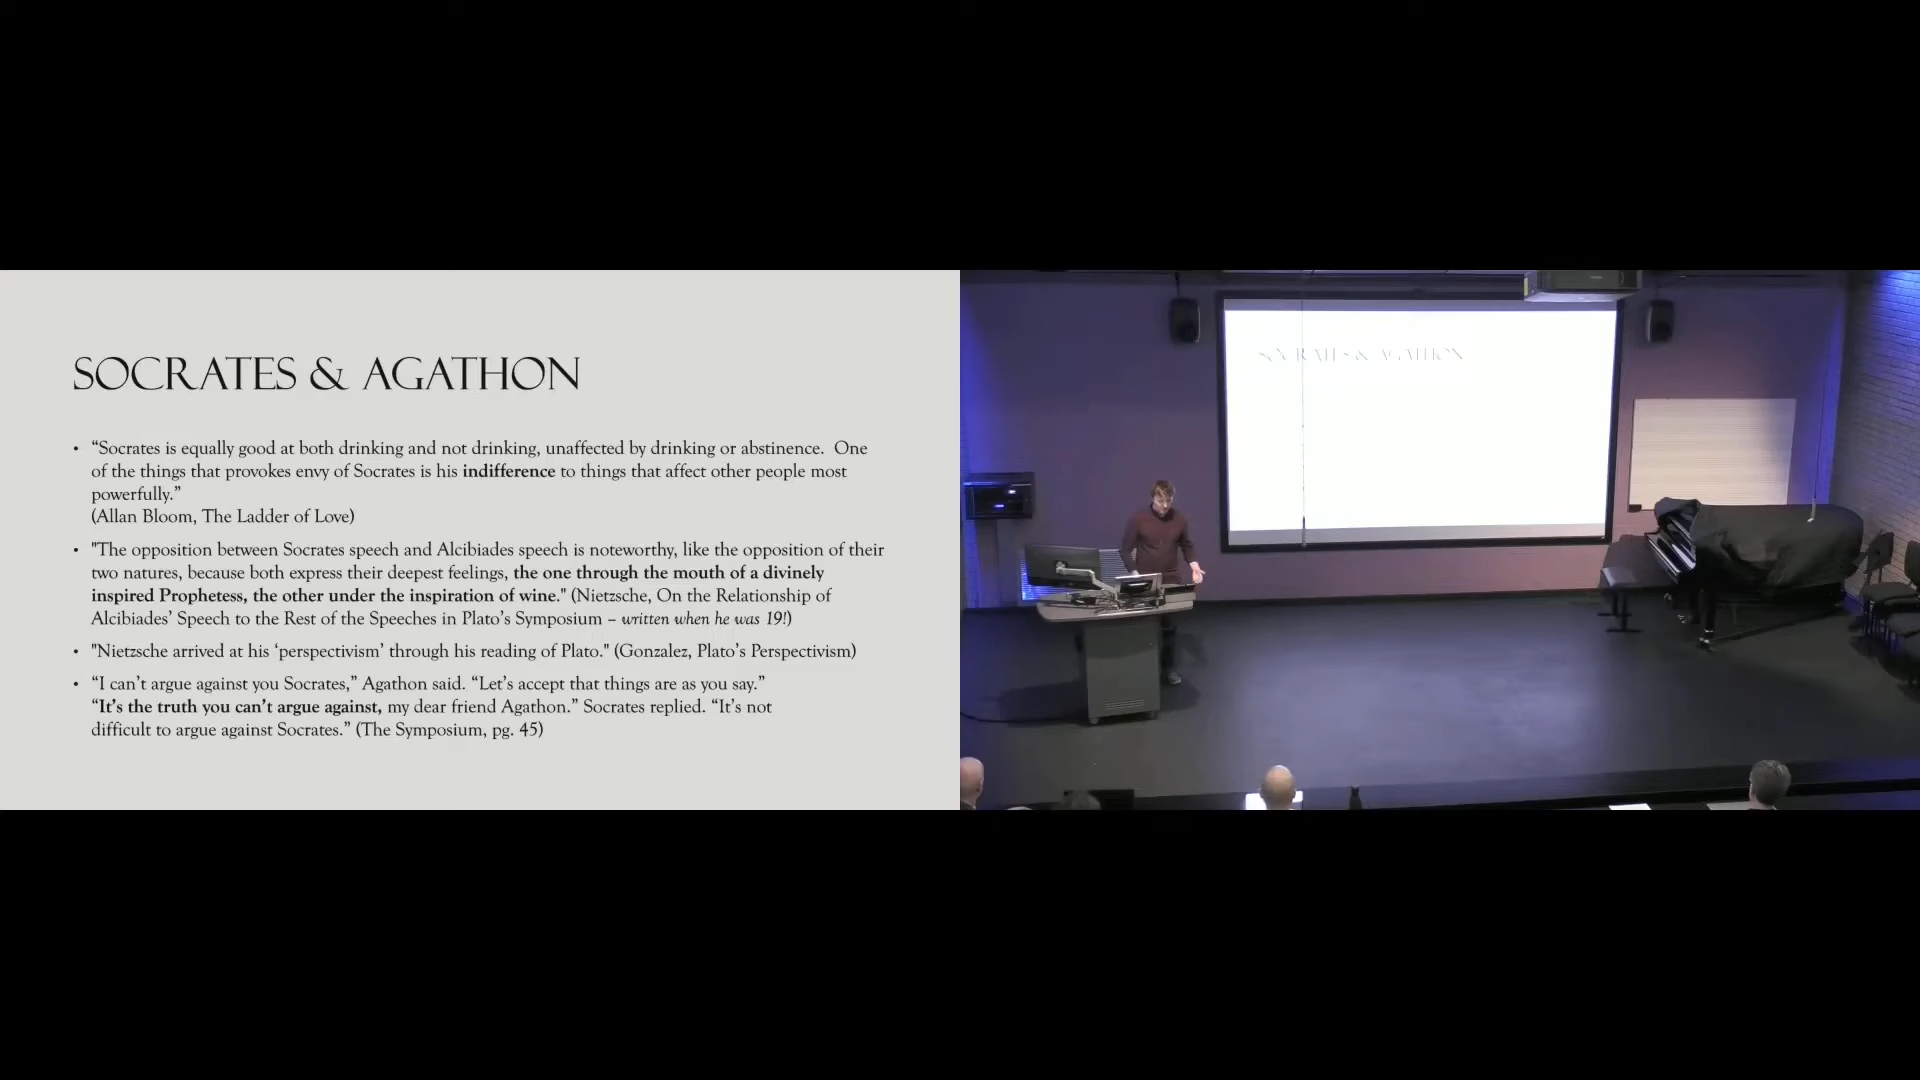 SOCRATES & AGATHON
• “Socrates is equally good at both drinking and not drinking, unaffected by drinking or abstinence.  One
of the things that provokes envy of Socrates is his indifference to things that affect other people most
powerfully.”
(Allan Bloom, The Ladder of Love)
• "The opposition between Socrates speech and Alcibiades speech is noteworthy, like the opposition of their
two natures, because both express their deepest feelings, the one through the mouth of a divinely
inspired Prophetess, the other under the inspiration of wine." (Nietzsche, On the Relationship of
Alcibiades’ Speech to the Rest of the Speeches in Plato’s Symposium – written when he was 19!)
• "Nietzsche arrived at his ‘perspectivism’ through his reading of Plato." (Gonzalez, Plato’s Perspectivism)
• “I can’t argue against you Socrates,” Agathon said. “Let’s accept that things are as you say.”
“It’s the truth you can’t argue against, my dear friend Agathon.” Socrates replied. “It’s not
difficult to argue against Socrates.” (The Symposium, pg. 45)
SOCRATES & AGATHON